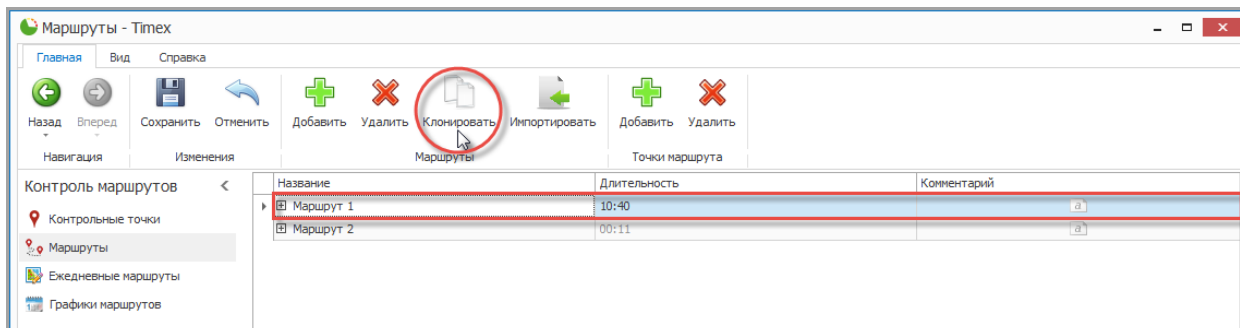 Маршруты - Timex
Главная Вид Справка
Назад Вперед Сохранить Отменить Добавить Удалить Клонировать Импортировать Добавить Удалить
Навигация Изменения Маршруты Точки маршрута
Контроль маршрутов < Название Длительность Комментарий
Контрольные точки Маршрут 1 10:40 a
Маршруты Маршрут 2 00:11 a
Ежедневные маршруты
Графики маршрутов